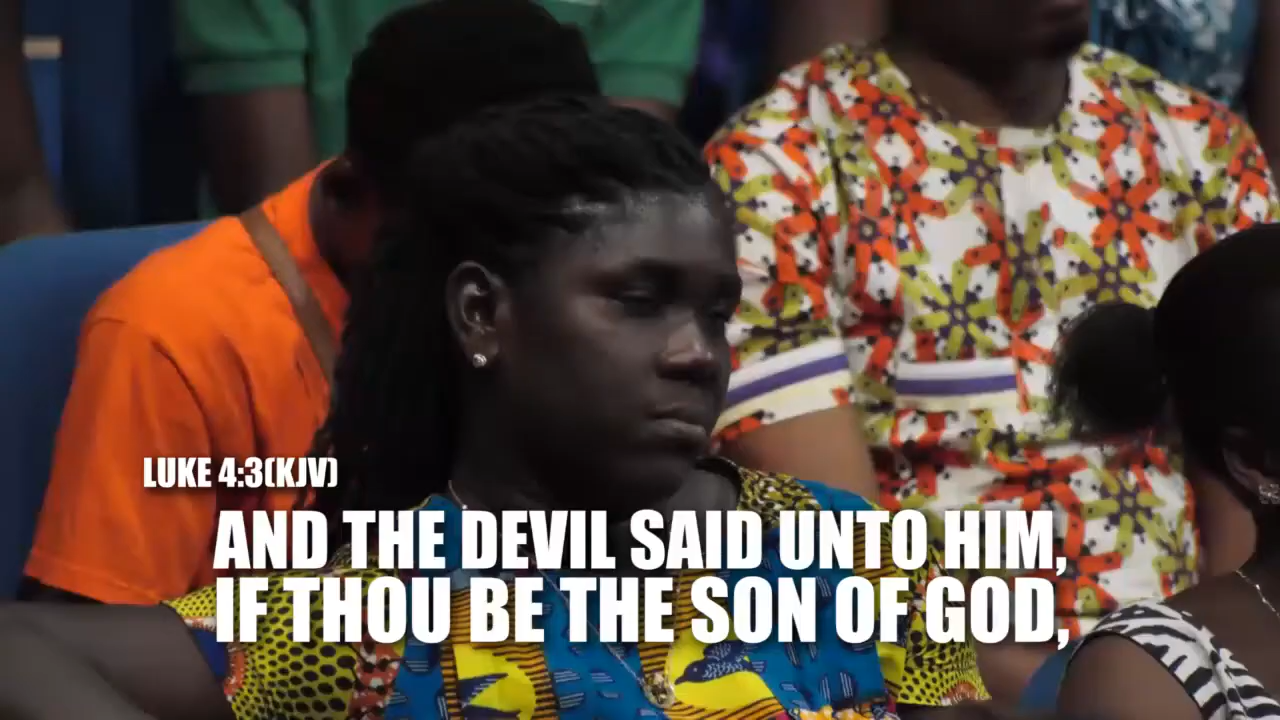 LUKE 4:3(KJV)
AND THE DEVIL SAID UNTO HIM,
IF THOU BE THE SON OF GOD,